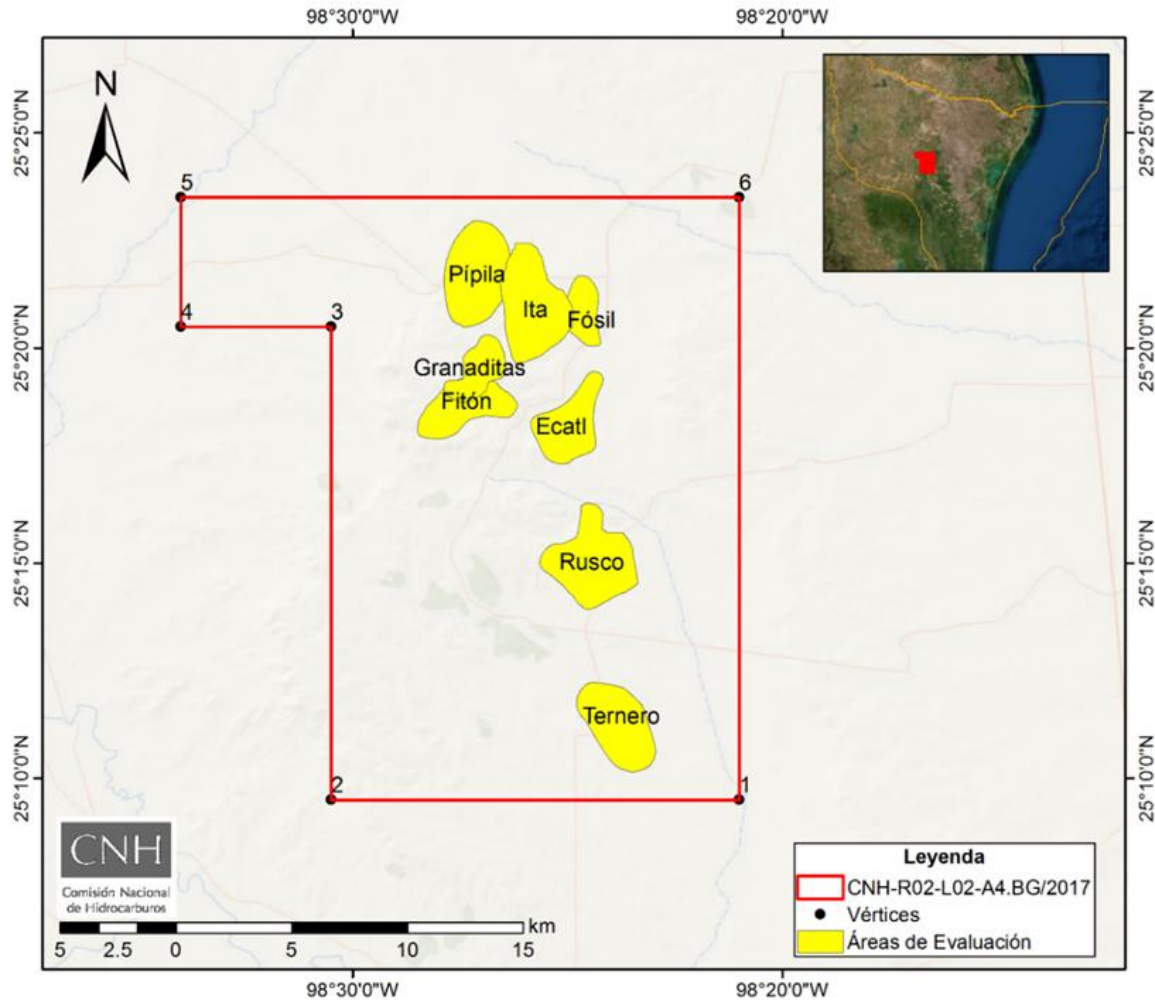 98°30'0"W
98°20'0"W
N
25°25'0"N
25°25'0"N
5
6
Pípila
Ita
Fósil
4
3
25°20'0"N
25°20'0"N
Granaditas
Fitón
Ecatl
25°15'0"N
25°15'0"N
Rusco
Ternero
25°10'0"N
25°10'0"N
2
1
CNH
Comisión Nacional
de Hidrocarburos
km
5 2.5 0 5 10 15
Leyenda
CNH-R02-L02-A4.BG/2017
Vértices
Áreas de Evaluación
98°30'0"W
98°20'0"W